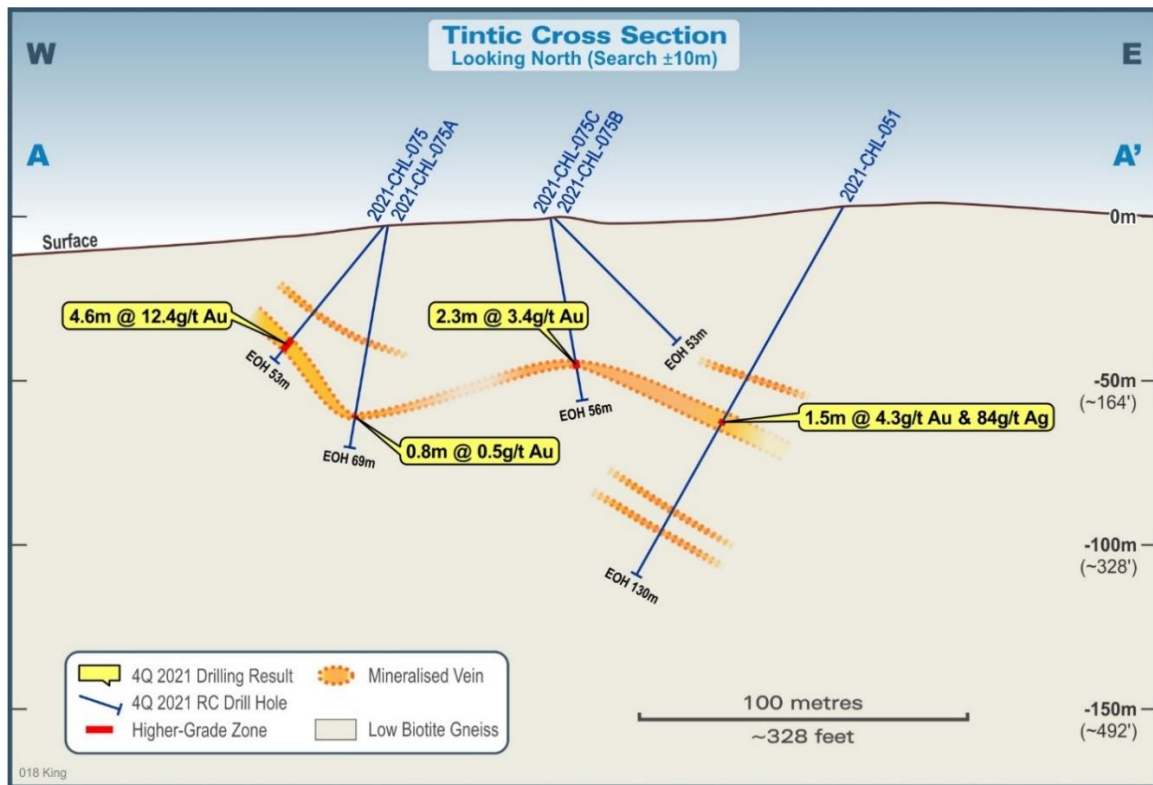 Tintic Cross Section
Looking North (Search ±10m)
W
E
A
A'
2021-CHL-075
2021-CHL-075A
2021-CHL-075C
2021-CHL-075B
2021-CHL-051
0m
Surface
4.6m @ 12.4g/t Au
2.3m @ 3.4g/t Au
EOH 53m
EOH 53m
-50m
(~164')
EOH 56m
1.5m @ 4.3g/t Au & 84g/t Ag
0.8m @ 0.5g/t Au
EOH 69m
-100m
(~328')
EOH 130m
4Q 2021 Drilling Result
Mineralised Vein
4Q 2021 RC Drill Hole
Higher-Grade Zone
Low Biotite Gneiss
100 metres
~328 feet
-150m
(~492')
018 King